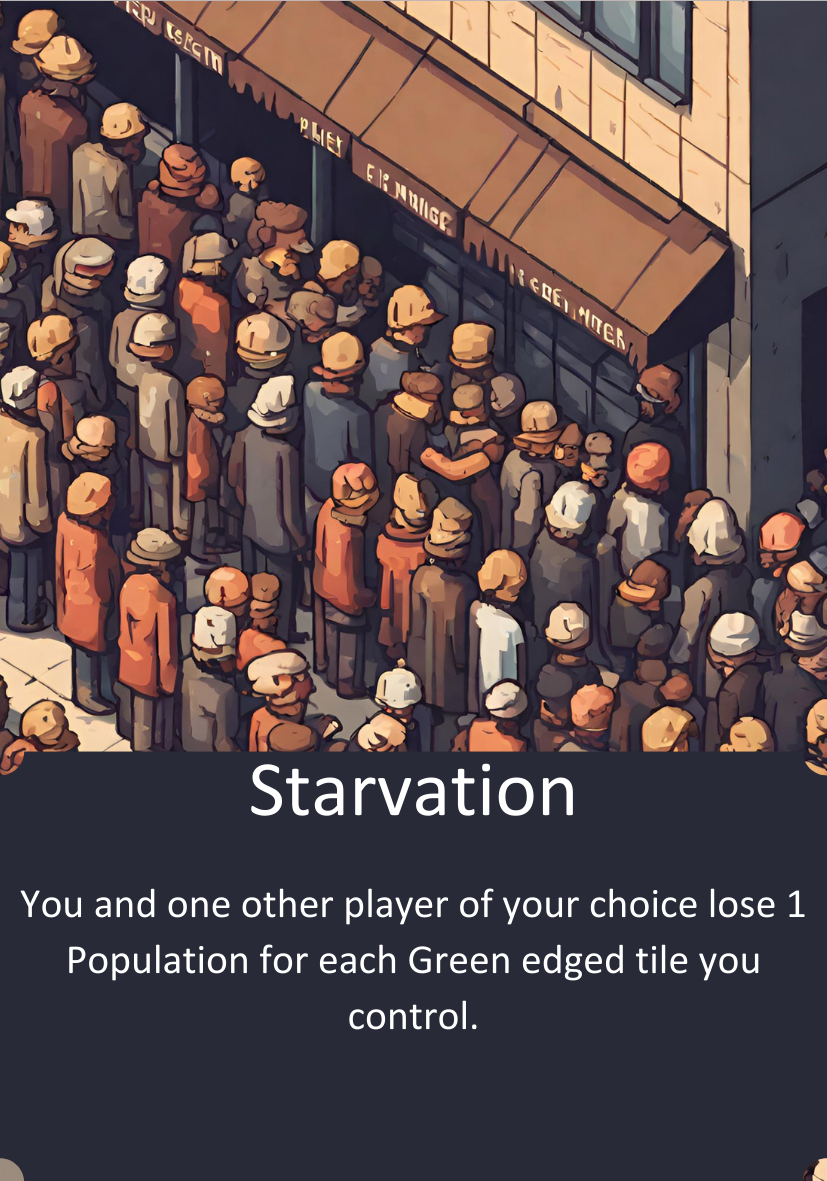 Starvation
You and one other player of your choice lose 1
Population for each Green edged tile you
control.